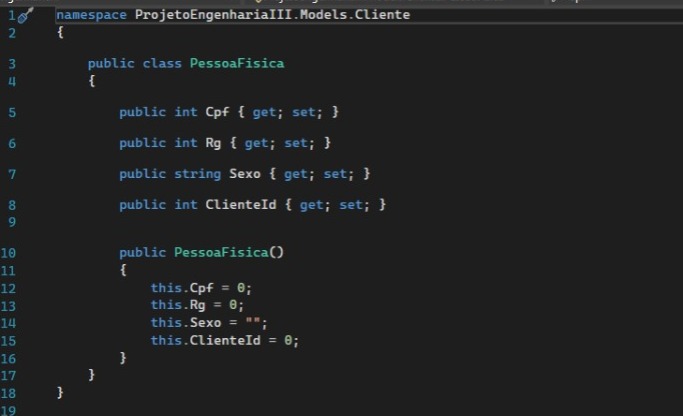 1 namespace ProjetoEngenhariaIII.Models.Cliente
2 {
3 public class PessoaFisica
4 {
5 public int Cpf { get; set; }
6 public int Rg { get; set; }
7 public string Sexo { get; set; }
8 public int ClienteId { get; set; }
9
10 public PessoaFisica()
11 {
12 this.Cpf = 0;
13 this.Rg = 0;
14 this.Sexo = "";
15 this.ClienteId = 0;
16 }
17 }
18 }
19